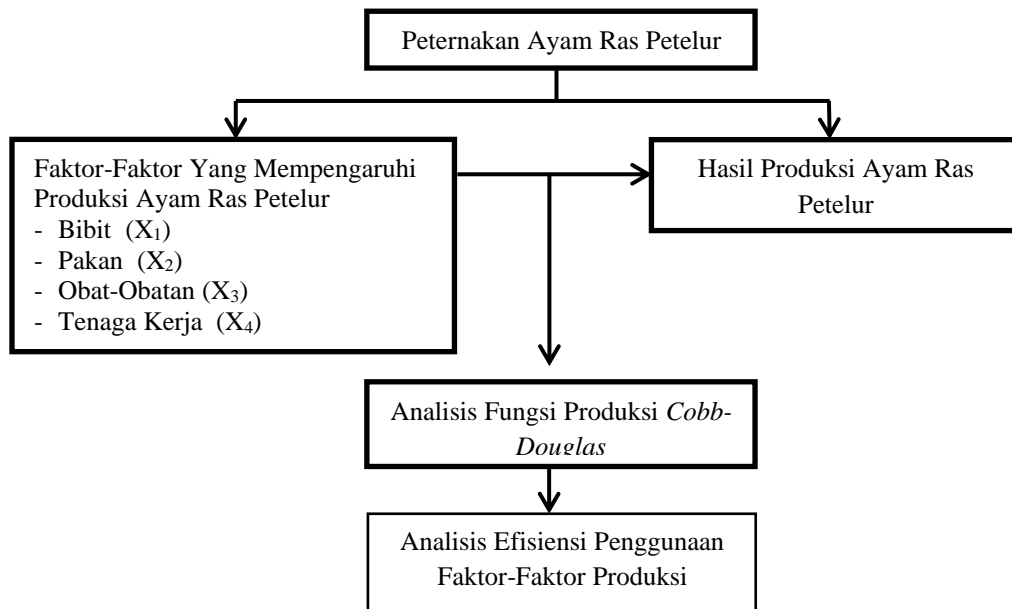 Peternakan Ayam Ras Petelur
Faktor-Faktor Yang Mempengaruhi
Produksi Ayam Ras Petelur
- Bibit (X₁)
- Pakan (X₂)
- Obat-Obatan (X₃)
- Tenaga Kerja (X₄)
Hasil Produksi Ayam Ras
Petelur
Analisis Fungsi Produksi Cobb-
Douglas
Analisis Efisiensi Penggunaan
Faktor-Faktor Produksi